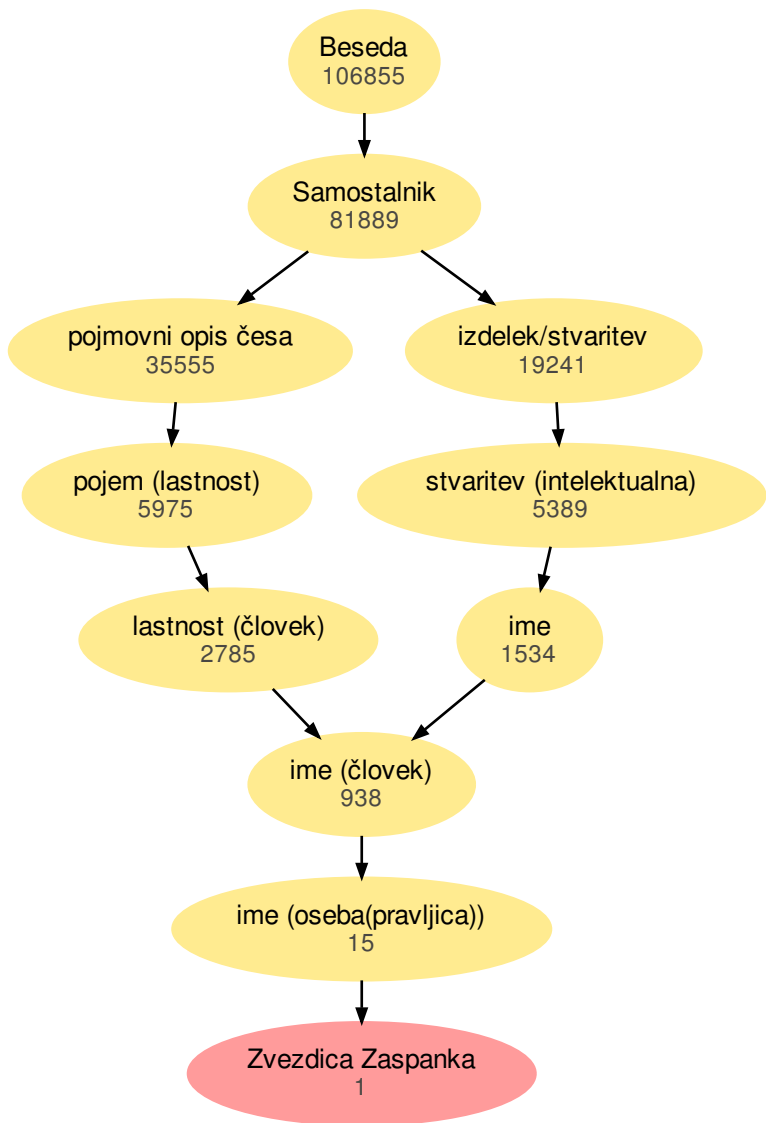 Beseda
106855
Samostalnik
81889
pojmovni opis česa
35555
izdelek/stvaritev
19241
pojem (lastnost)
5975
stvaritev (intelektualna)
5389
lastnost (človek)
2785
ime
1534
ime (človek)
938
ime (oseba(pravljica))
15
Zvezdica Zaspanka
1